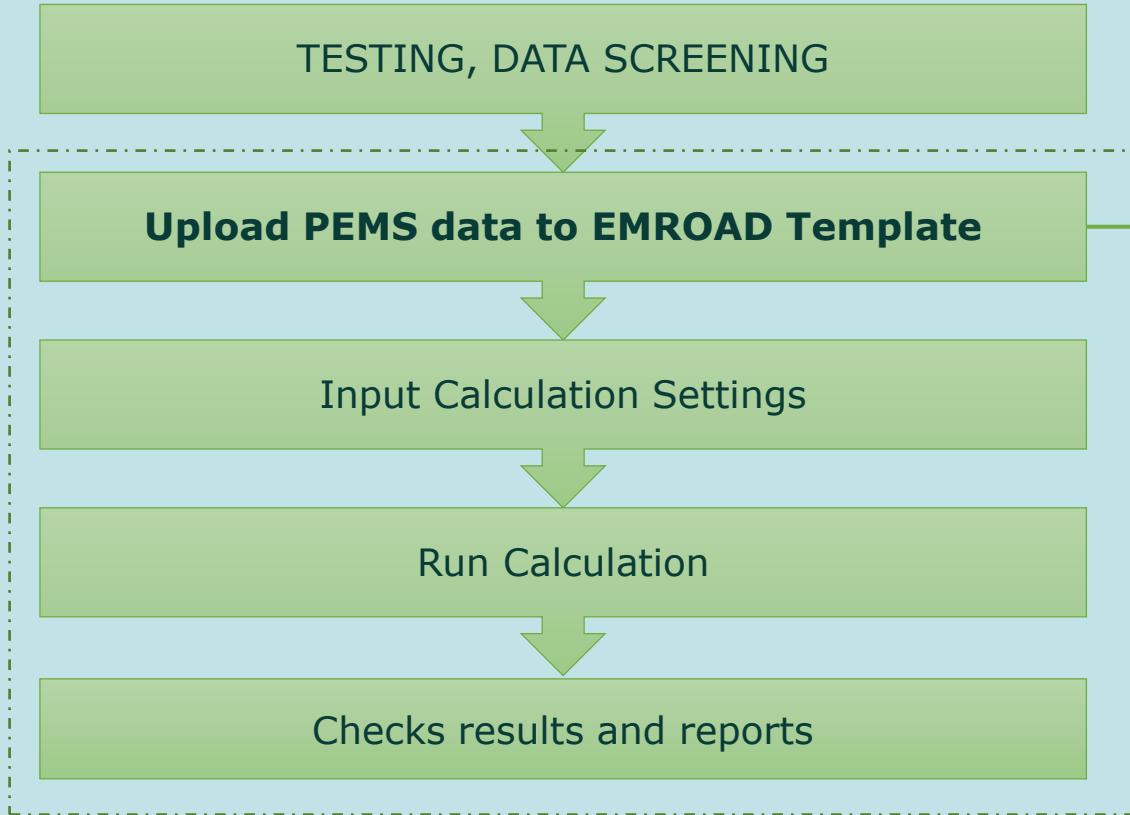 TESTING, DATA SCREENING
Upload PEMS data to EMROAD Template
Input Calculation Settings
Run Calculation
Checks results and reports